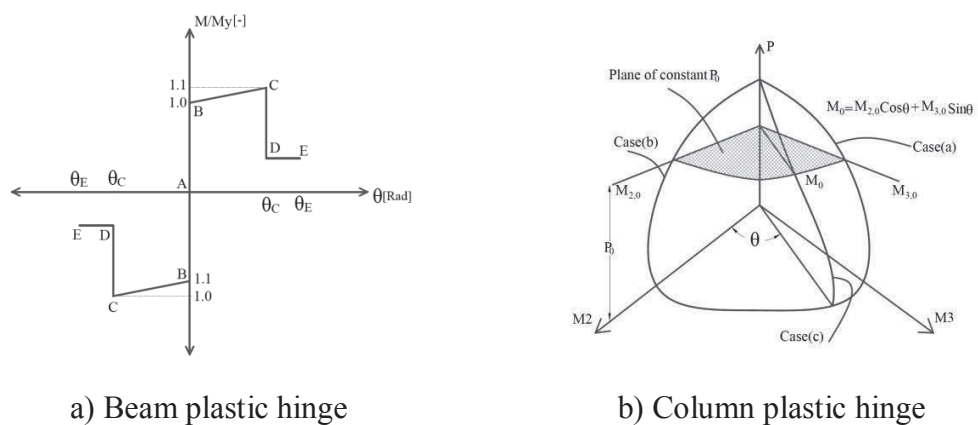 M/My[-]
1.1
C
1.0
B
D
E
θE θC
A
θ[Rad]
θC θE
E
D
B
1.1
1.0
C
a) Beam plastic hinge
P
Plane of constant P0
M0=M2,0Cosθ+M3,0Sinθ
Case(b)
Case(a)
M2,0
M0
M3,0
P0
θ
M2
M3
Case(c)
b) Column plastic hinge